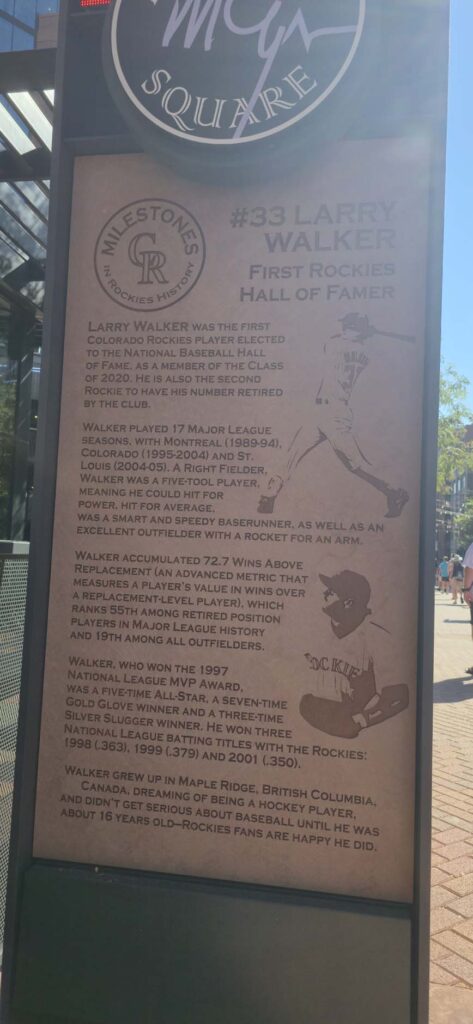 McGregor
SQUARE
MILESTONES
CR
IN ROCKIES HISTORY
#33 LARRY
WALKER
FIRST ROCKIES
HALL OF FAMER
LARRY WALKER WAS THE FIRST
COLORADO ROCKIES PLAYER ELECTED
TO THE NATIONAL BASEBALL HALL
OF FAME, AS A MEMBER OF THE CLASS
OF 2020. HE IS ALSO THE SECOND
ROCKIE TO HAVE HIS NUMBER RETIRED
BY THE CLUB.
WALKER PLAYED 17 MAJOR LEAGUE
SEASONS, WITH MONTREAL (1989-94),
COLORADO (1995-2004) AND ST.
LOUIS (2004-05). A RIGHT FIELDER,
WALKER WAS A FIVE-TOOL PLAYER,
MEANING HE COULD HIT FOR
POWER, HIT FOR AVERAGE,
WAS A SMART AND SPEEDY BASERUNNER, AS WELL AS AN
EXCELLENT OUTFIELDER WITH A ROCKET FOR AN ARM.
WALKER ACCUMULATED 72.7 WINS ABOVE
REPLACEMENT (AN ADVANCED METRIC THAT
MEASURES A PLAYER'S VALUE IN WINS OVER
A REPLACEMENT-LEVEL PLAYER), WHICH
RANKS 55TH AMONG RETIRED POSITION
PLAYERS IN MAJOR LEAGUE HISTORY
AND 19TH AMONG ALL OUTFIELDERS.
OCKIE
WALKER, WHO WON THE 1997
NATIONAL LEAGUE MVP AWARD,
WAS A FIVE-TIME ALL-STAR, A SEVEN-TIME
GOLD GLOVE WINNER AND A THREE-TIME
SILVER SLUGGER WINNER. HE WON THREE
NATIONAL LEAGUE BATTING TITLES WITH THE ROCKIES:
1998 (.363), 1999 (.379) AND 2001 (.350).
WALKER GREW UP IN MAPLE RIDGE, BRITISH COLUMBIA,
CANADA, DREAMING OF BEING A HOCKEY PLAYER,
AND DIDN'T GET SERIOUS ABOUT BASEBALL UNTIL HE WAS
ABOUT 16 YEARS OLD—ROCKIES FANS ARE HAPPY HE DID.